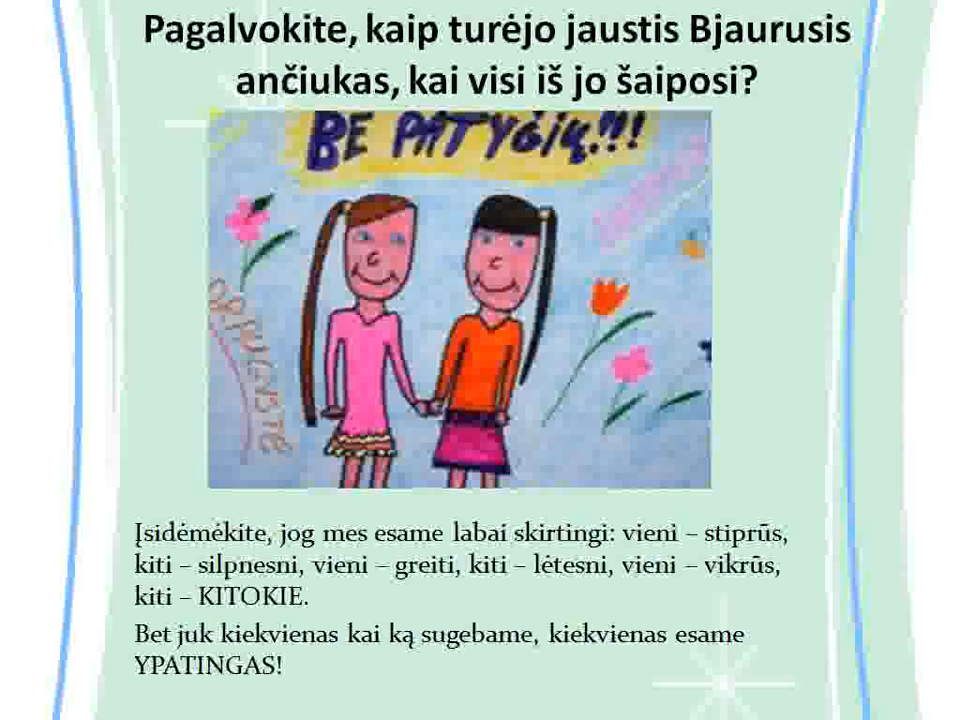 Pagalvokite, kaip turėjo jaustis Bjaurusis
ančiukas, kai visi iš jo šaiposi?
BE PATYČIŲ!!!
Įsidėmėkite, jog mes esame labai skirtingi: vieni – stiprūs,
kiti – silpnesni, vieni – greiti, kiti – lėtesni, vieni – vikrūs,
kiti – KITOKIE.
Bet juk kiekvienas kai ką sugebame, kiekvienas esame
YPATINGAS!